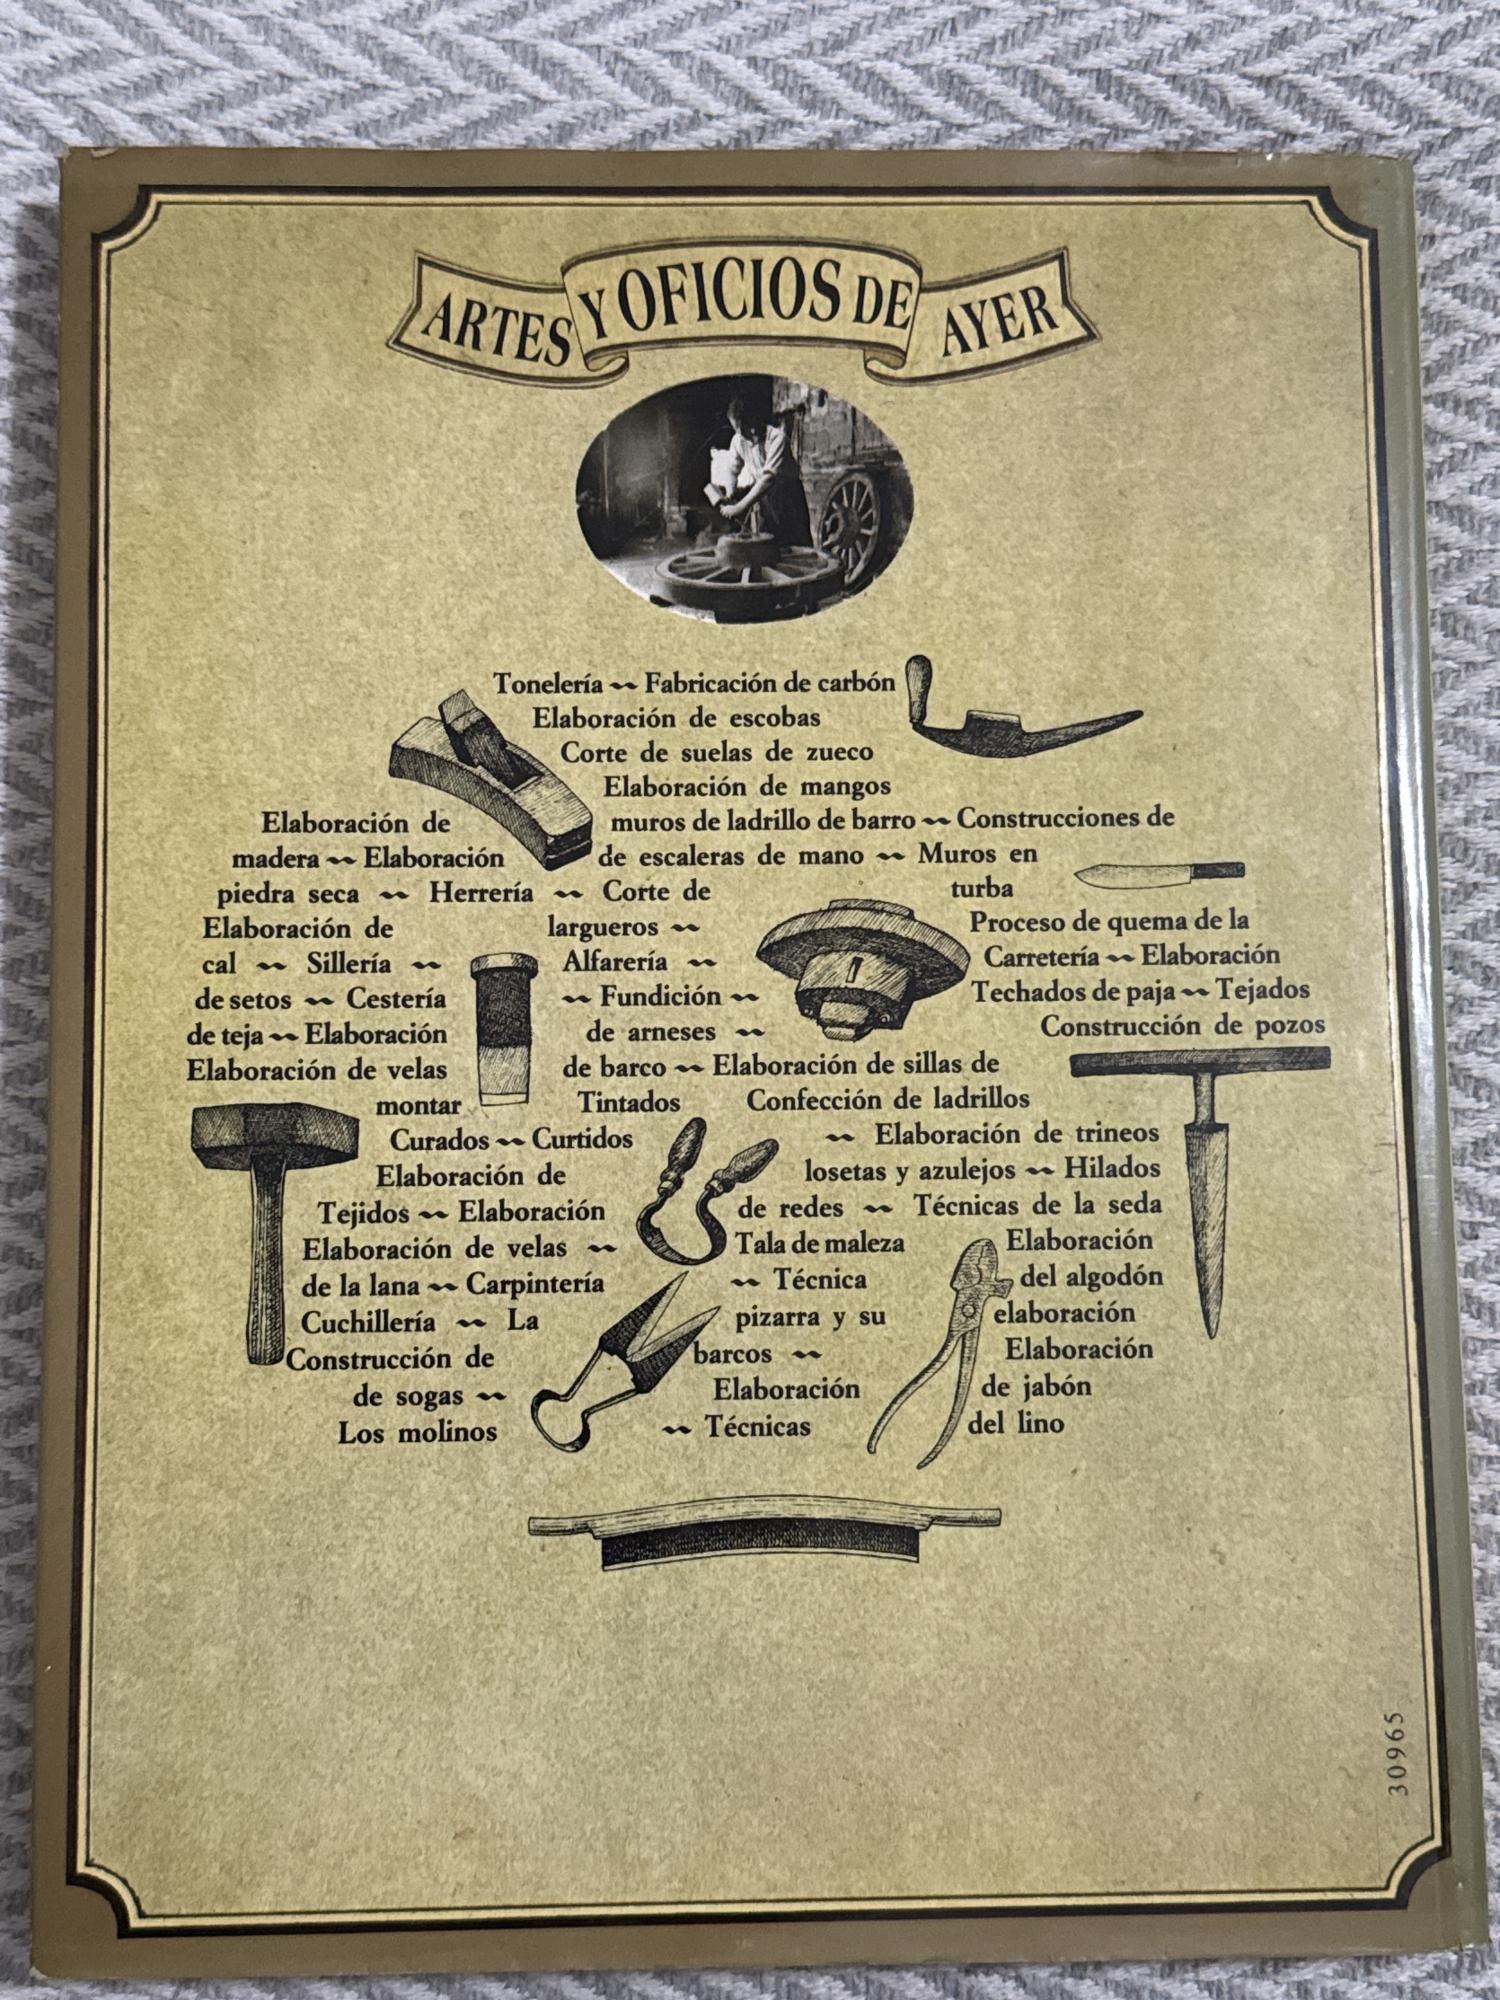 ARTES Y OFICIOS DE AYER
Tonelería ~ Fabricación de carbón
Elaboración de escobas
Corte de suelas de zueco
Elaboración de mangos
Elaboración de muros de ladrillo de barro ~ Construcciones de
madera ~ Elaboración de escaleras de mano ~ Muros en
piedra seca ~ Herrería ~ Corte de turba
Elaboración de largueros ~ Proceso de quema de la
cal ~ Sillería ~ Alfarería ~ Carretería ~ Elaboración
de setos ~ Cestería ~ Fundición ~ Techados de paja ~ Tejados
de teja ~ Elaboración de arneses ~ Construcción de pozos
Elaboración de velas de barco ~ Elaboración de sillas de
montar Tintados Confección de ladrillos
Curados ~ Curtidos ~ Elaboración de trineos
Elaboración de losetas y azulejos ~ Hilados
Tejidos ~ Elaboración de redes ~ Técnicas de la seda
Elaboración de velas ~ Tala de maleza Elaboración
de la lana ~ Carpintería ~ Técnica del algodón
Cuchillería ~ La pizarra y su elaboración
Construcción de barcos ~ Elaboración
de sogas ~ Elaboración de jabón
Los molinos ~ Técnicas del lino
30965